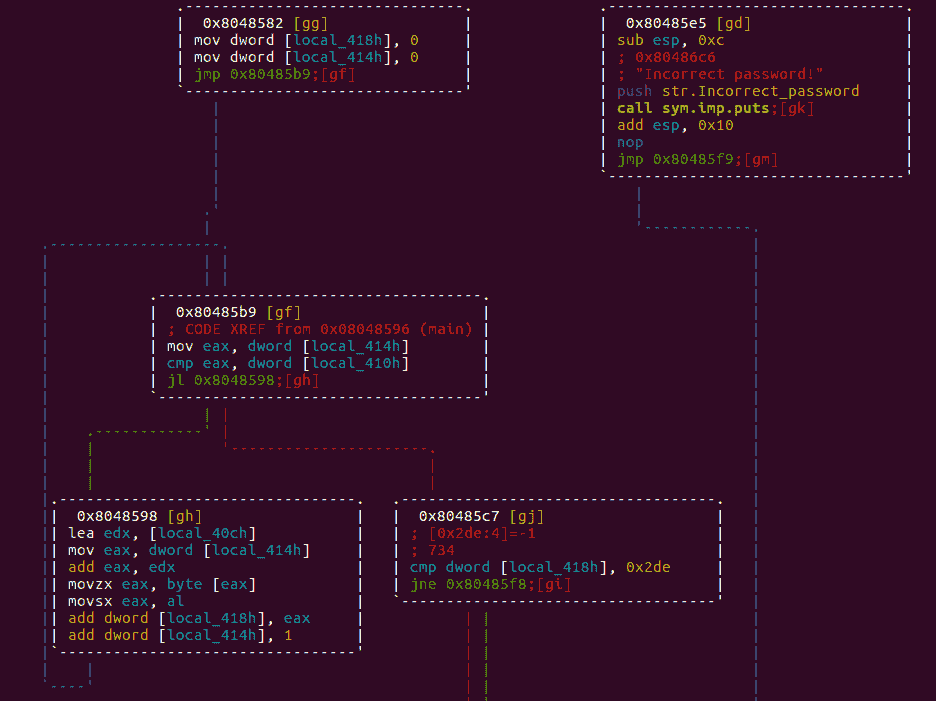 0x8048582 [gg]
mov dword [local_418h], 0
mov dword [local_414h], 0
jmp 0x80485b9;[gf]
0x80485e5 [gd]
sub esp, 0xc
; 0x80486c6
; "Incorrect password!"
push str.Incorrect_password
call sym.imp.puts;[gk]
add esp, 0x10
nop
jmp 0x80485f9;[gm]
0x80485b9 [gf]
; CODE XREF from 0x08048596 (main)
mov eax, dword [local_414h]
cmp eax, dword [local_410h]
jl 0x8048598;[gh]
0x8048598 [gh]
lea edx, [local_40ch]
mov eax, dword [local_414h]
add eax, edx
movzx eax, byte [eax]
movsx eax, al
add dword [local_418h], eax
add dword [local_414h], 1
0x80485c7 [gj]
; [0x2de:4]=-1
; 734
cmp dword [local_418h], 0x2de
jne 0x80485f8;[gi]